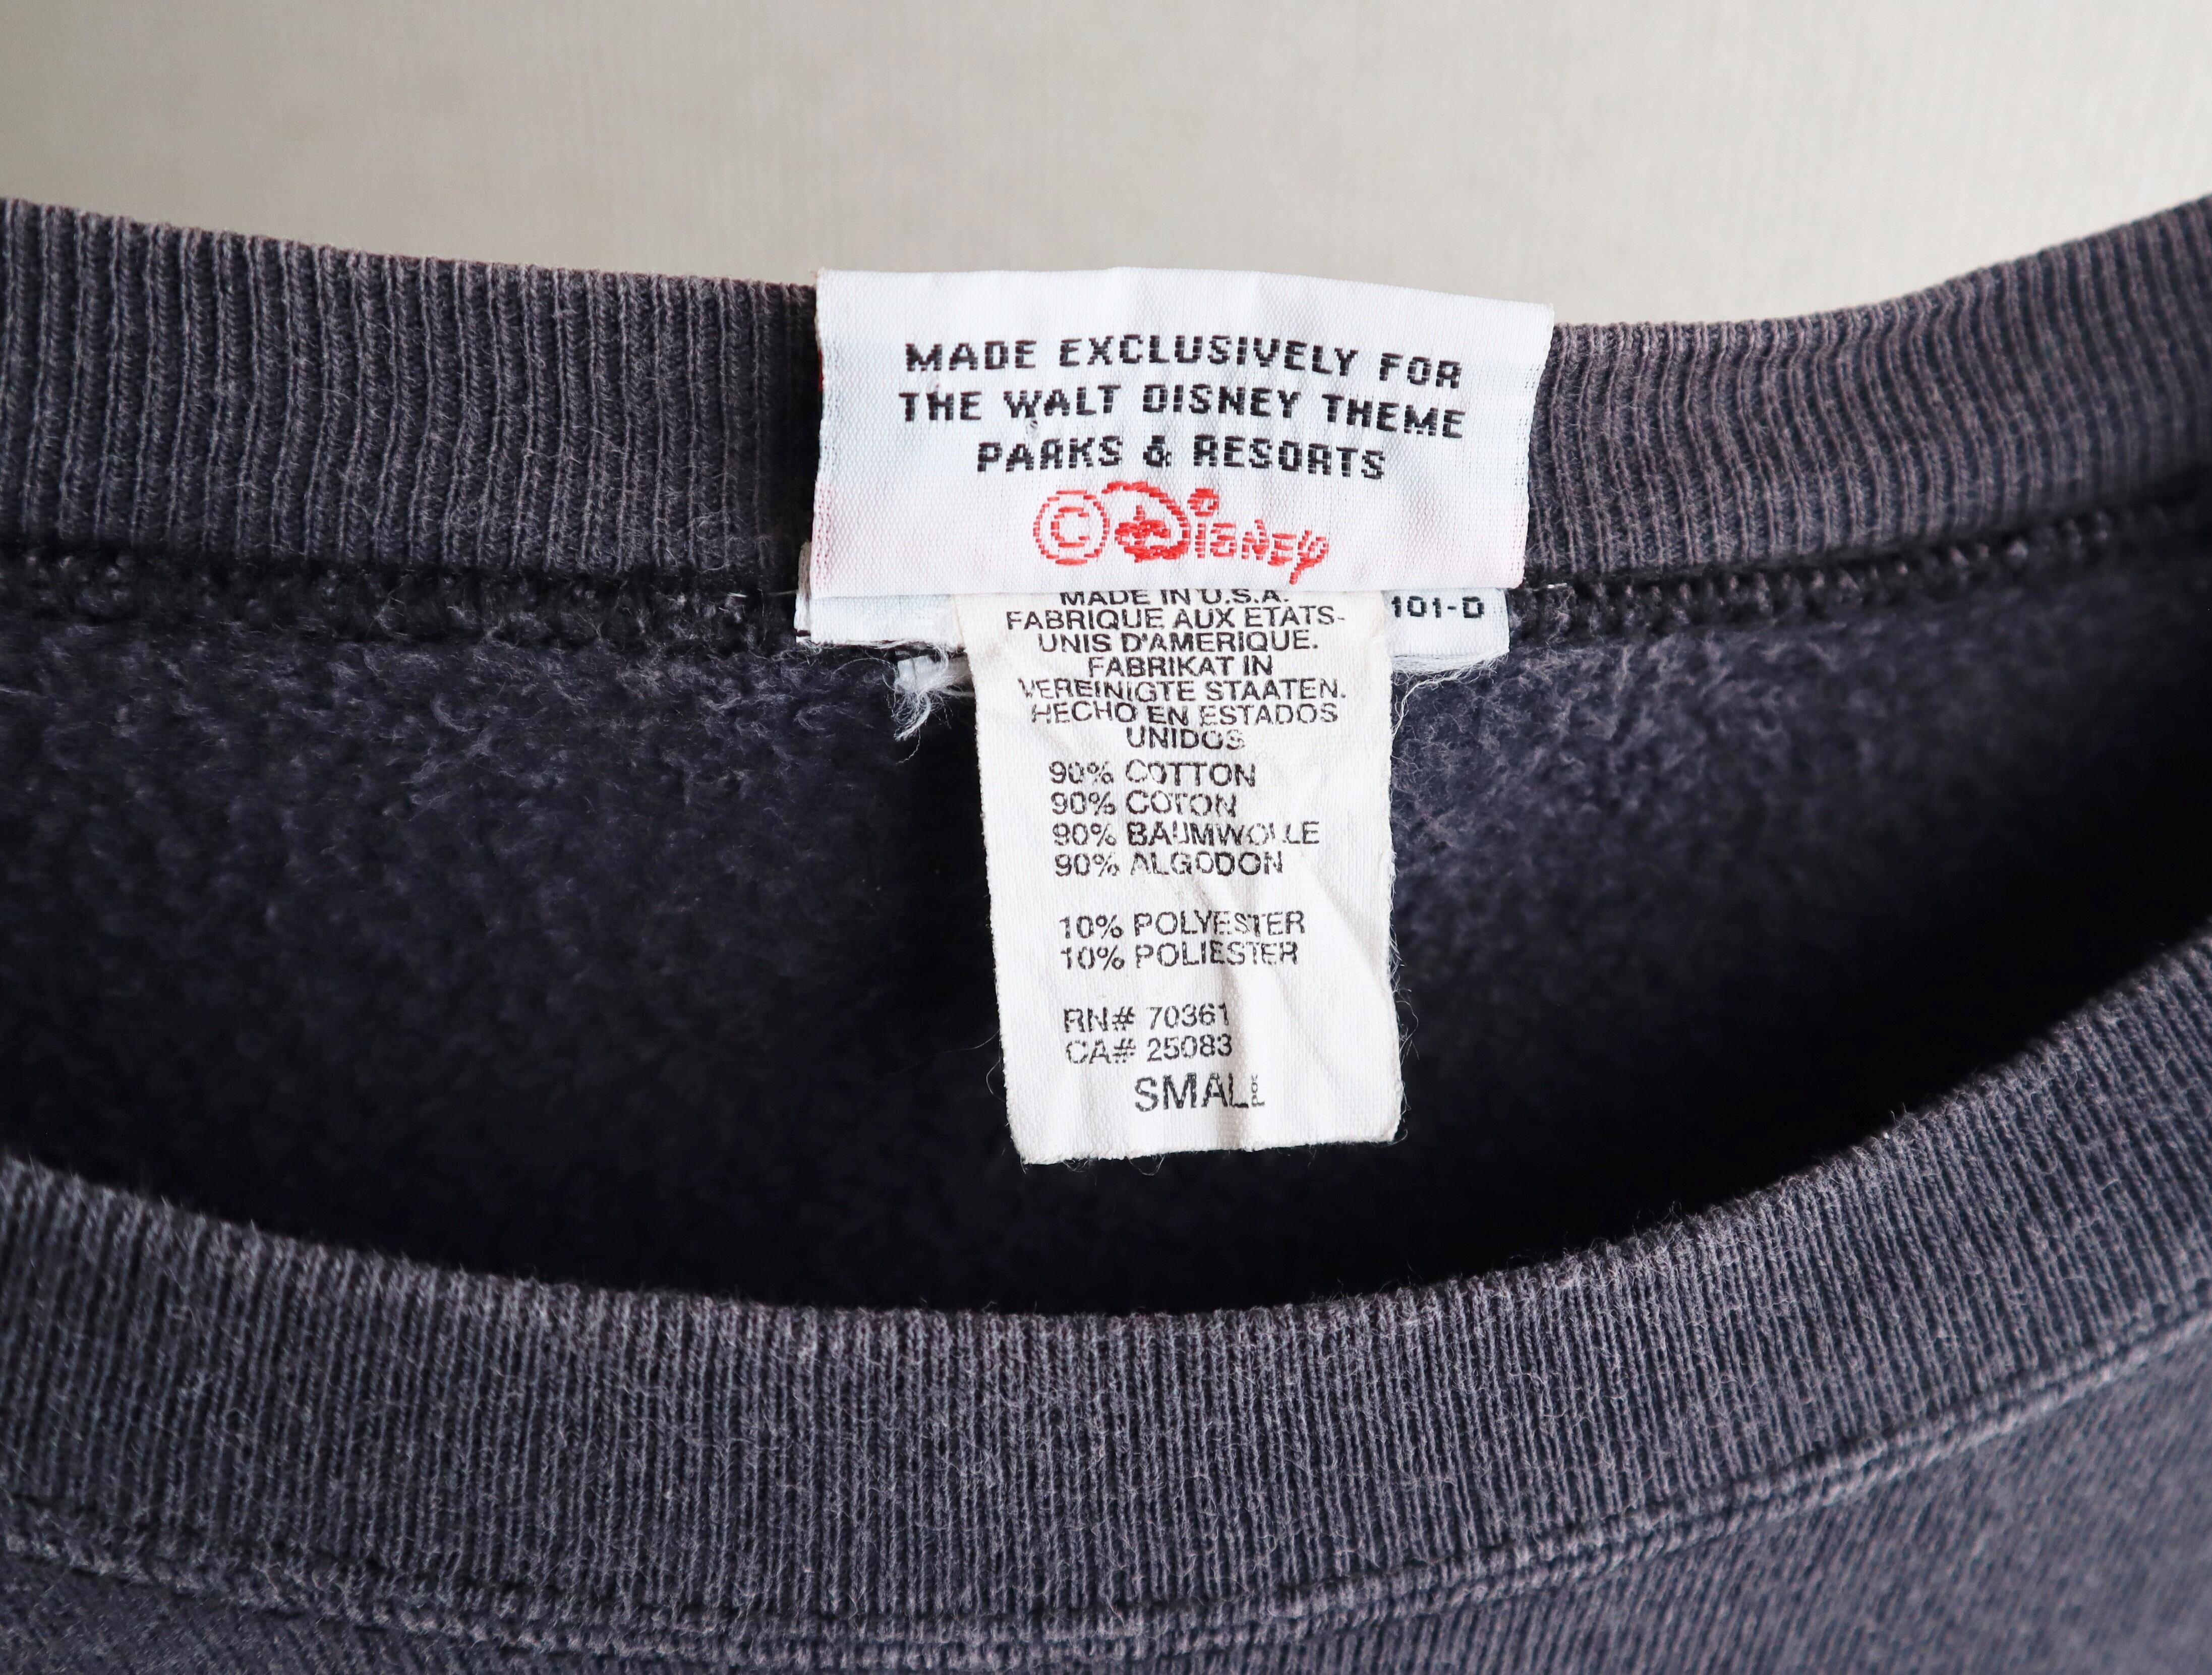 MADE EXCLUSIVELY FOR
THE WALT DISNEY THEME
PARKS & RESORTS
©DISNEY
101-D
MADE IN U.S.A.
FABRIQUE AUX ETATS-
UNIS D'AMERIQUE.
FABRIKAT IN
VEREINIGTE STAATEN.
HECHO EN ESTADOS
UNIDOS
90% COTTON
90% COTON
90% BAUMWOLLE
90% ALGODON
10% POLYESTER
10% POLIESTER
RN# 70361
CA# 25083
SMALL